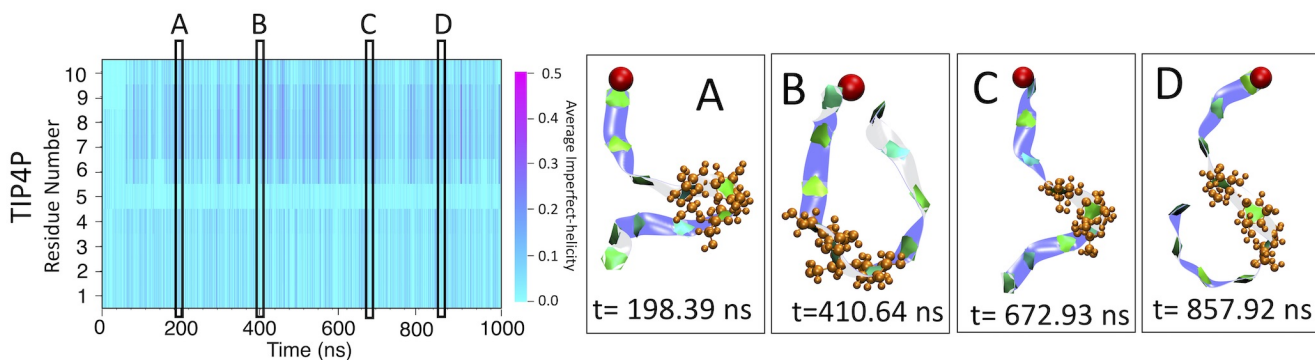 A B C D
TIP4P
Residue Number
10
9
8
7
6
5
4
3
2
1
0 200 400 600 800 1000
Time (ns)
0.5
0.4
0.3
0.2
0.1
0.0
Average Imperfect-helicity
A
t= 198.39 ns
B
t=410.64 ns
C
t= 672.93 ns
D
t= 857.92 ns